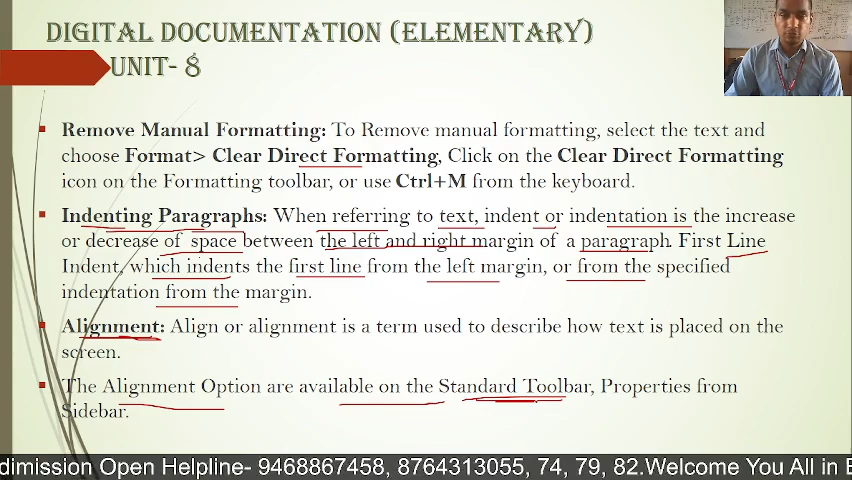 DIGITAL DOCUMENTATION (ELEMENTARY)
UNIT- 8
▪ Remove Manual Formatting: To Remove manual formatting, select the text and
choose Format> Clear Direct Formatting, Click on the Clear Direct Formatting
icon on the Formatting toolbar, or use Ctrl+M from the keyboard.
▪ Indenting Paragraphs: When referring to text, indent or indentation is the increase
or decrease of space between the left and right margin of a paragraph. First Line
Indent, which indents the first line from the left margin, or from the specified
indentation from the margin.
▪ Alignment: Align or alignment is a term used to describe how text is placed on the
screen.
▪ The Alignment Option are available on the Standard Toolbar, Properties from
Sidebar.
dimission Open Helpline- 9468867458, 8764313055, 74, 79, 82.Welcome You All in